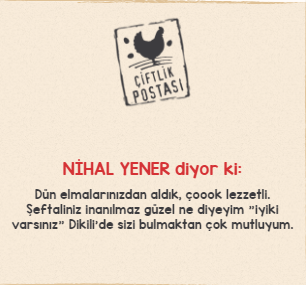 ÇİFTLİK
POSTASI
NİHAL YENER diyor ki:
Dün elmalarınızdan aldık, çoook lezzetli.
Şeftaliniz inanılmaz güzel ne diyeyim "iyiki
varsınız" Dikili'de sizi bulmaktan çok mutluyum.